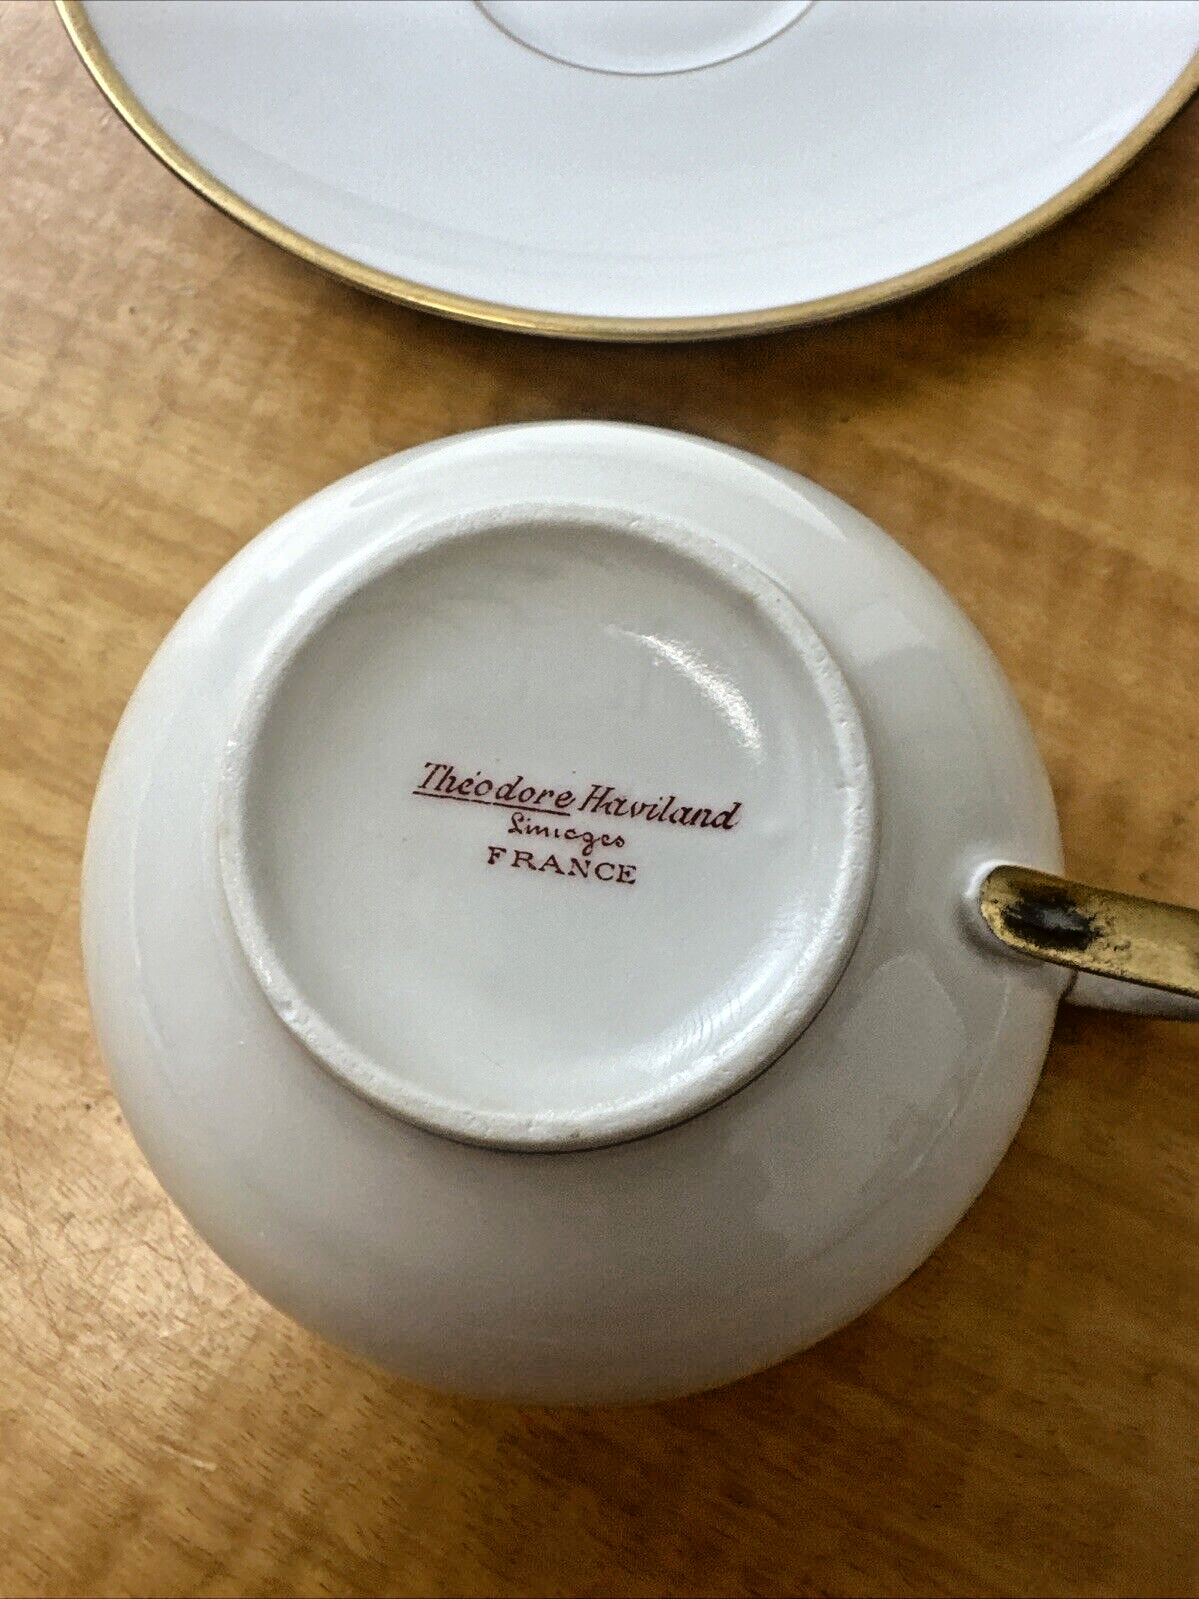 Théodore Haviland
Limoges
FRANCE